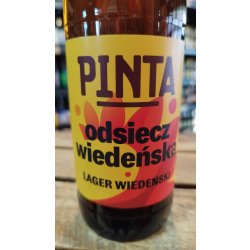 PINTA
odsiecz
wiedeńska
LAGER WIEDEŃSKI